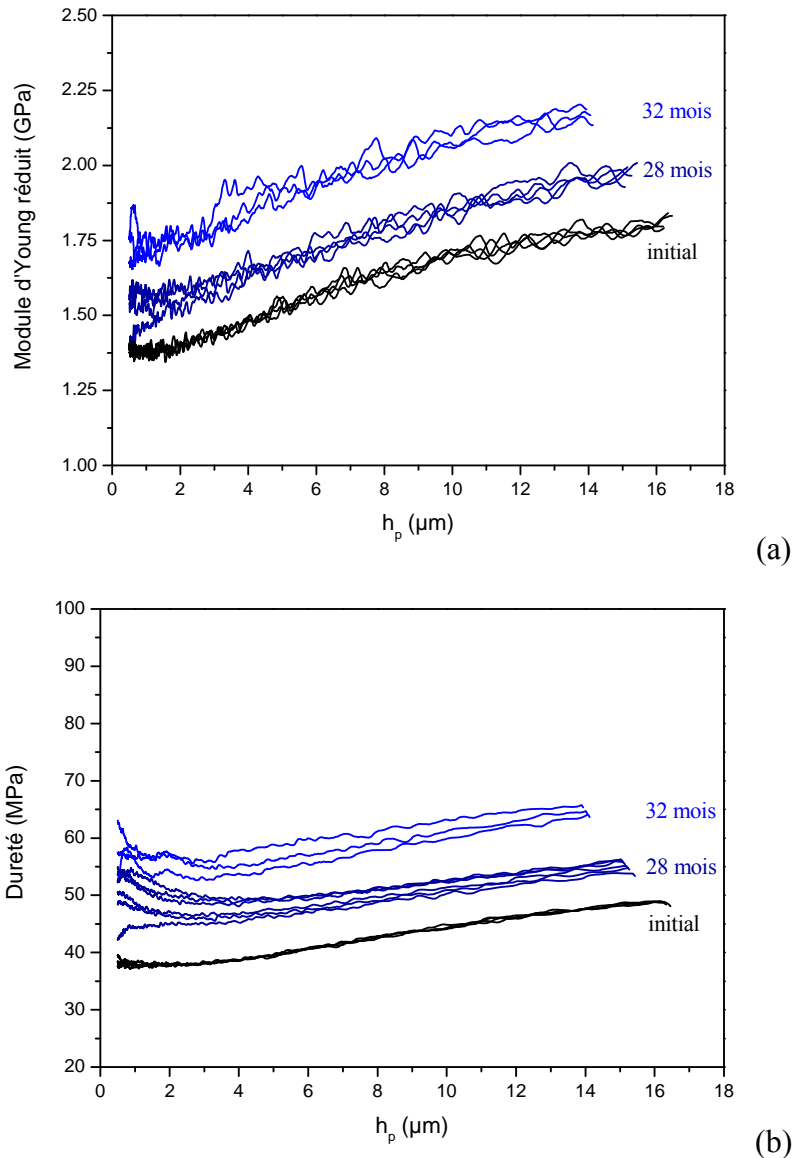 2.50
2.25
2.00
1.75
1.50
1.25
1.00
Module d'Young réduit (GPa)
32 mois
28 mois
initial
0 2 4 6 8 10 12 14 16 18
h_p (µm)
(a)
100
90
80
70
60
50
40
30
20
Dureté (MPa)
32 mois
28 mois
initial
0 2 4 6 8 10 12 14 16 18
h_p (µm)
(b)